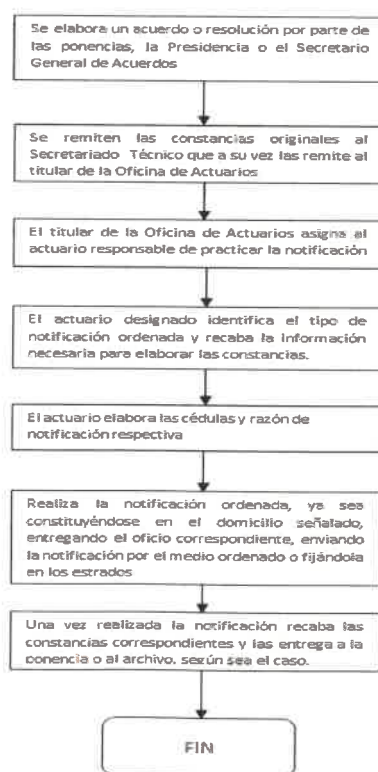 Se elabora un acuerdo o resolución por parte de
las ponencias, la Presidencia o el Secretario
General de Acuerdos
Se remiten las constancias originales al
Secretariado Técnico que a su vez las remite al
titular de la Oficina de Actuarios
El titular de la Oficina de Actuarios asigna al
actuario responsable de practicar la notificación
El actuario designado identifica el tipo de
notificación ordenada y recaba la información
necesaria para elaborar las constancias.
El actuario elabora las cédulas y razón de
notificación respectiva
Realiza la notificación ordenada, ya sea
constituyéndose en el domicilio señalado,
entregando el oficio correspondiente, enviando
la notificación por el medio ordenado o fijándola
en los estrados
Una vez realizada la notificación recaba las
constancias correspondientes y las entrega a la
ponencia o al archivo, según sea el caso.
FIN